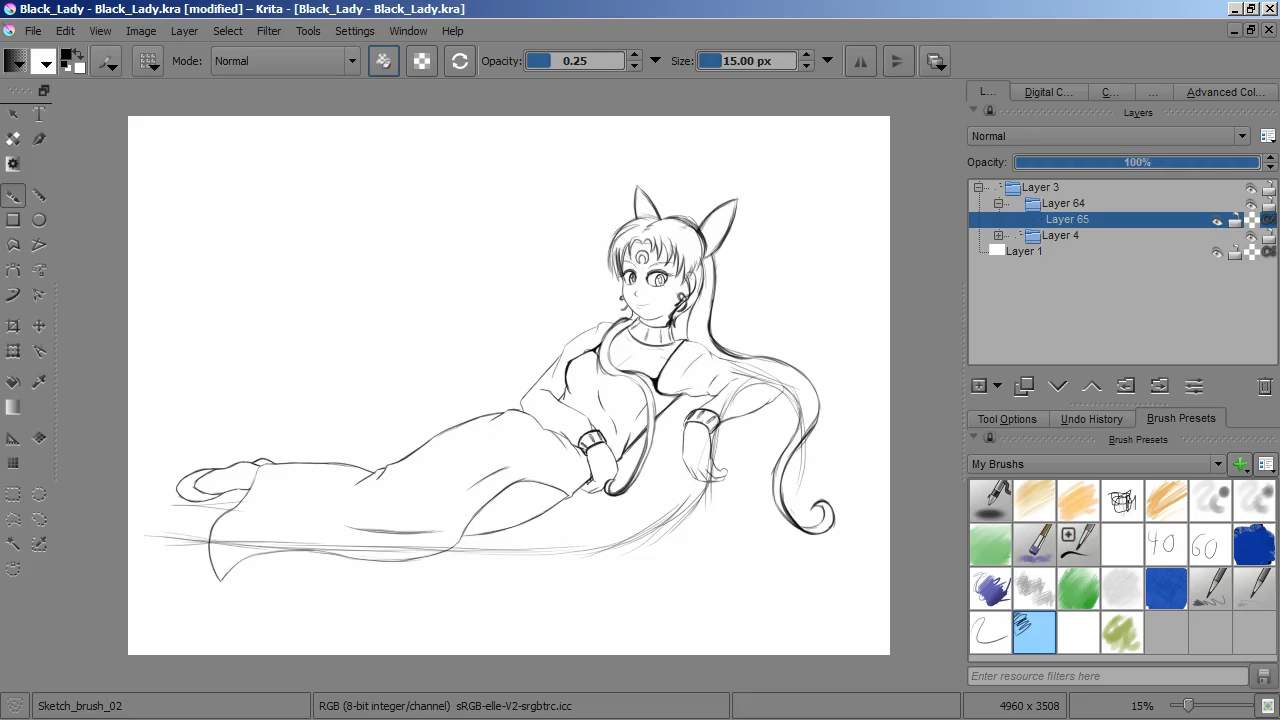 Black_Lady - Black_Lady.kra [modified] – Krita - [Black_Lady - Black_Lady.kra]
File Edit View Image Layer Select Filter Tools Settings Window Help
Mode: Normal Opacity: 0.25 Size: 15.00 px
L... Digital C... C... ... Advanced Col...
Layers
Normal
Opacity: 100%
Layer 3
Layer 64
Layer 65
Layer 4
Layer 1
Tool Options Undo History Brush Presets
Brush Presets
My Brushes
40 60
Enter resource filters here
Sketch_brush_02 RGB (8-bit integer/channel) sRGB-elle-V2-srgbtrc.icc 4960 x 3508 15%